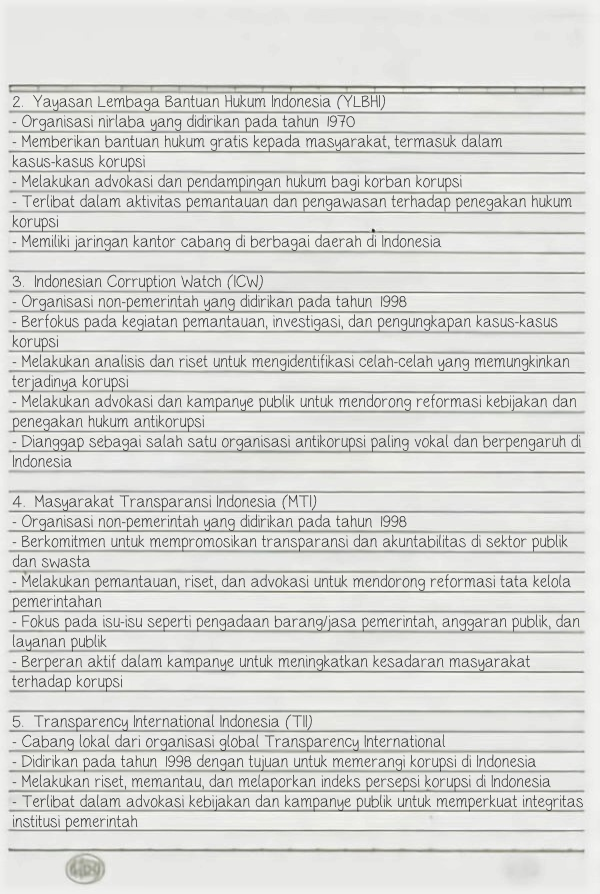 2. Yayasan Lembaga Bantuan Hukum Indonesia (YLBHI)
- Organisasi nirlaba yang didirikan pada tahun 1970
- Memberikan bantuan hukum gratis kepada masyarakat, termasuk dalam
kasus-kasus korupsi
- Melakukan advokasi dan pendampingan hukum bagi korban korupsi
- Terlibat dalam aktivitas pemantauan dan pengawasan terhadap penegakan hukum
korupsi
- Memiliki jaringan kantor cabang di berbagai daerah di Indonesia
3. Indonesian Corruption Watch (ICW)
- Organisasi non-pemerintah yang didirikan pada tahun 1998
- Berfokus pada kegiatan pemantauan, investigasi, dan pengungkapan kasus-kasus
korupsi
- Melakukan analisis dan riset untuk mengidentifikasi celah-celah yang memungkinkan
terjadinya korupsi
- Melakukan advokasi dan kampanye publik untuk mendorong reformasi kebijakan dan
penegakan hukum antikorupsi
- Dianggap sebagai salah satu organisasi antikorupsi paling vokal dan berpengaruh di
Indonesia
4. Masyarakat Transparansi Indonesia (MTI)
- Organisasi non-pemerintah yang didirikan pada tahun 1998
- Berkomitmen untuk mempromosikan transparansi dan akuntabilitas di sektor publik
dan swasta
- Melakukan pemantauan, riset, dan advokasi untuk mendorong reformasi tata kelola
pemerintahan
- Fokus pada isu-isu seperti pengadaan barang/jasa pemerintah, anggaran publik, dan
layanan publik
- Berperan aktif dalam kampanye untuk meningkatkan kesadaran masyarakat
terhadap korupsi
5. Transparency International Indonesia (TII)
- Cabang lokal dari organisasi global Transparency International
- Didirikan pada tahun 1998 dengan tujuan untuk memerangi korupsi di Indonesia
- Melakukan riset, memantau, dan melaporkan indeks persepsi korupsi di Indonesia
- Terlibat dalam advokasi kebijakan dan kampanye publik untuk memperkuat integritas
institusi pemerintah